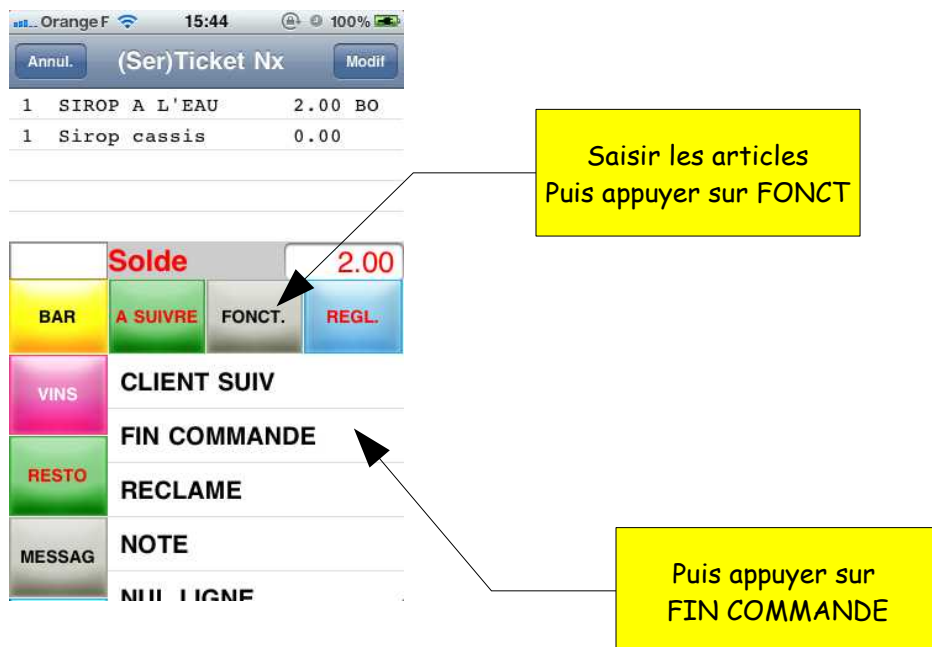 Orange F 15:44 100%
Annul. (Ser)Ticket Nx Modif
1 SIROP A L'EAU 2.00 BO
1 Sirop cassis 0.00
Saisir les articles
Puis appuyer sur FONCT
Solde 2.00
BAR A SUIVRE FONCT. REGL.
VINS
CLIENT SUIV
FIN COMMANDE
RESTO
RECLAME
MESSAG
NOTE
NUL LIGNE
Puis appuyer sur
FIN COMMANDE